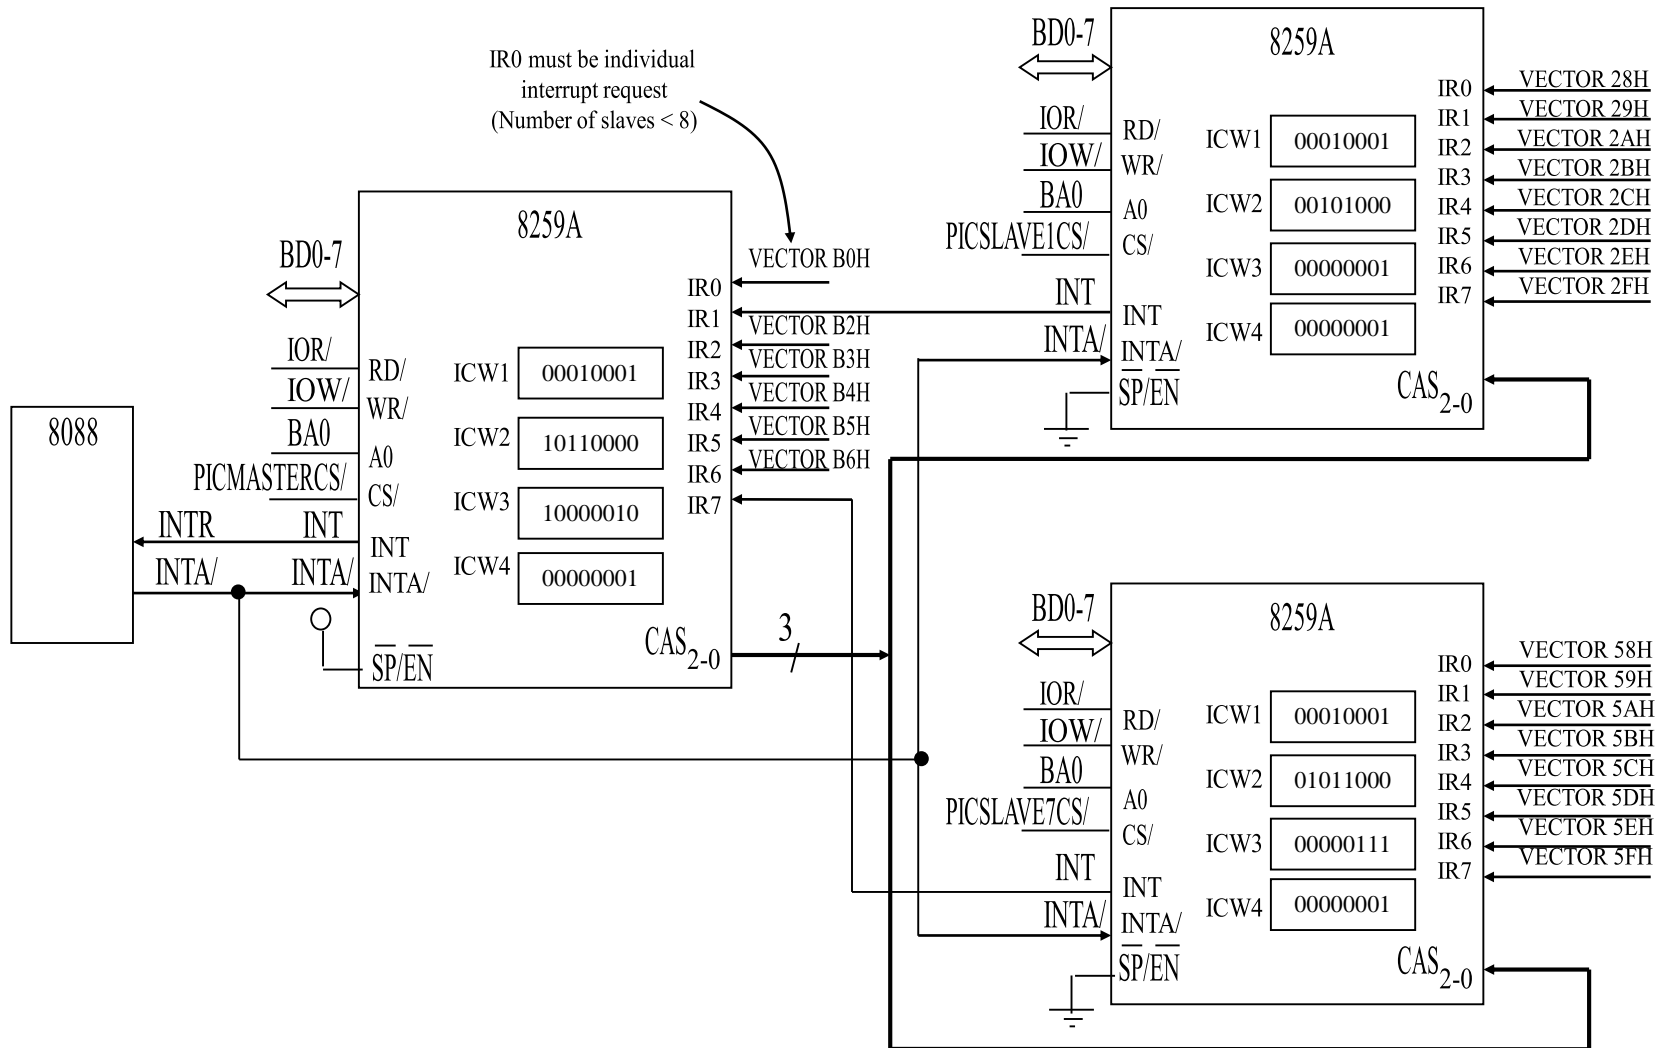 IR0 must be individual
interrupt request
(Number of slaves < 8)
8088
INTR
INTA/
8259A
BD0-7
IOR/
IOW/
BA0
PICMASTERCS/
INT
INTA/
RD/
WR/
A0
CS/
INT
INTA/
SP/EN
ICW1 00010001
ICW2 10110000
ICW3 10000010
ICW4 00000001
IR0
IR1
IR2
IR3
IR4
IR5
IR6
IR7
CAS2-0
3
VECTOR B0H
VECTOR B2H
VECTOR B3H
VECTOR B4H
VECTOR B5H
VECTOR B6H
8259A
BD0-7
IOR/
IOW/
BA0
PICSLAVE1CS/
INT
INTA/
RD/
WR/
A0
CS/
INT
INTA/
SP/EN
ICW1 00010001
ICW2 00101000
ICW3 00000001
ICW4 00000001
IR0 VECTOR 28H
IR1 VECTOR 29H
IR2 VECTOR 2AH
IR3 VECTOR 2BH
IR4 VECTOR 2CH
IR5 VECTOR 2DH
IR6 VECTOR 2EH
IR7 VECTOR 2FH
CAS2-0
8259A
BD0-7
IOR/
IOW/
BA0
PICSLAVE7CS/
INT
INTA/
RD/
WR/
A0
CS/
INT
INTA/
SP/EN
ICW1 00010001
ICW2 01011000
ICW3 00000111
ICW4 00000001
IR0 VECTOR 58H
IR1 VECTOR 59H
IR2 VECTOR 5AH
IR3 VECTOR 5BH
IR4 VECTOR 5CH
IR5 VECTOR 5DH
IR6 VECTOR 5EH
IR7 VECTOR 5FH
CAS2-0